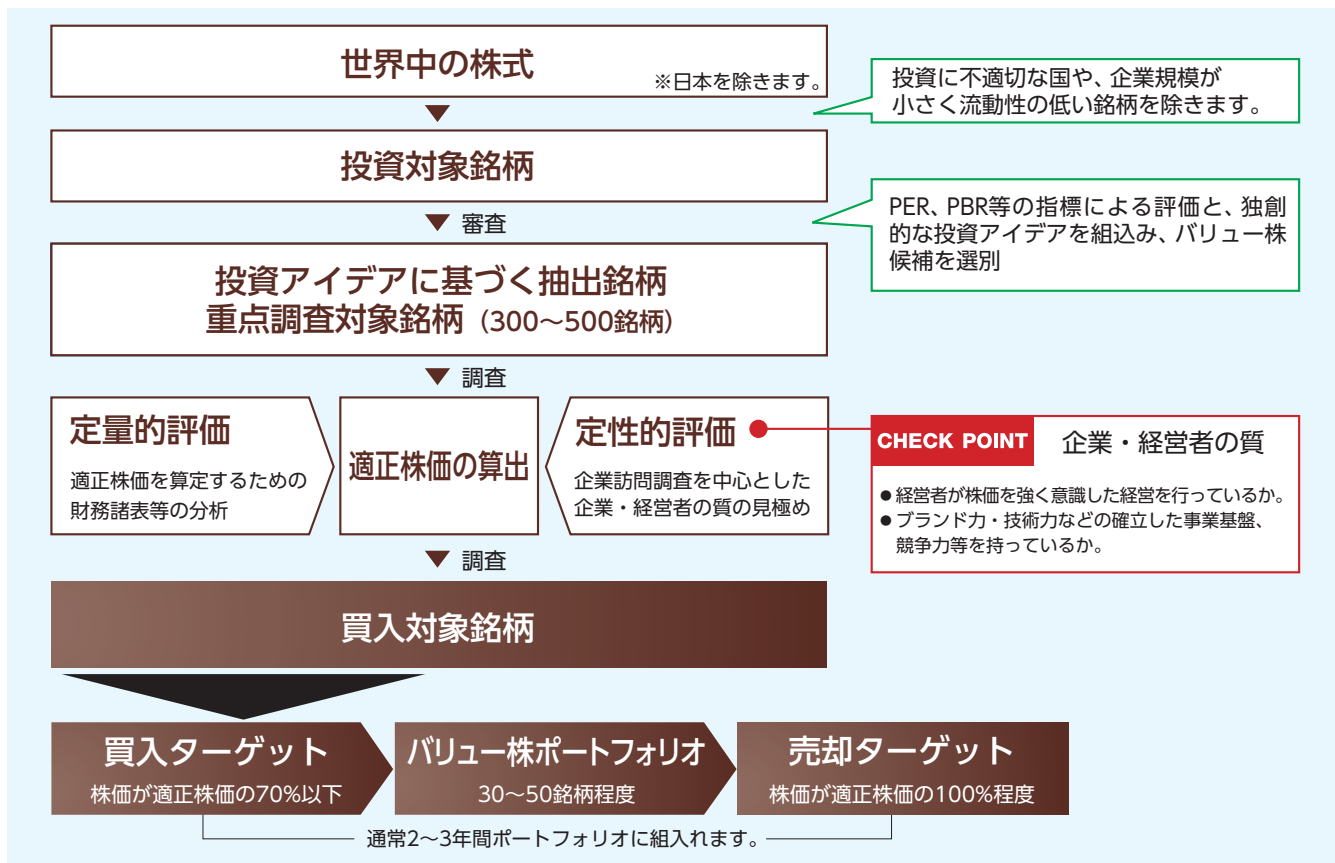 世界中の株式
※日本を除きます。
投資に不適切な国や、企業規模が
小さく流動性の低い銘柄を除きます。
投資対象銘柄
審査
PER、PBR等の指標による評価と、独創
的な投資アイデアを組込み、バリュー株
候補を選別
投資アイデアに基づく抽出銘柄
重点調査対象銘柄（300〜500銘柄）
調査
定量的評価
適正株価を算定するための
財務諸表等の分析
適正株価の算出
定性的評価
企業訪問調査を中心とした
企業・経営者の質の見極め
CHECK POINT 企業・経営者の質
● 経営者が株価を強く意識した経営を行っているか。
● ブランド力・技術力などの確立した事業基盤、
競争力等を持っているか。
調査
買入対象銘柄
買入ターゲット
株価が適正株価の70%以下
バリュー株ポートフォリオ
30〜50銘柄程度
売却ターゲット
株価が適正株価の100%程度
通常2〜3年間ポートフォリオに組入れます。